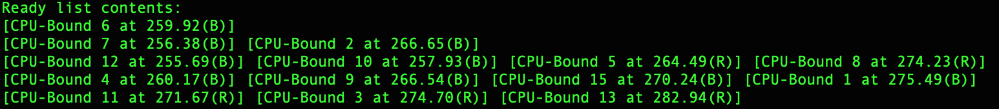 Ready list contents:
[CPU-Bound 6 at 259.92(B)]
[CPU-Bound 7 at 256.38(B)] [CPU-Bound 2 at 266.65(B)]
[CPU-Bound 12 at 255.69(B)] [CPU-Bound 10 at 257.93(B)] [CPU-Bound 5 at 264.49(R)] [CPU-Bound 8 at 274.23(R)]
[CPU-Bound 4 at 260.17(B)] [CPU-Bound 9 at 266.54(B)] [CPU-Bound 15 at 270.24(B)] [CPU-Bound 1 at 275.49(B)]
[CPU-Bound 11 at 271.67(R)] [CPU-Bound 3 at 274.70(R)] [CPU-Bound 13 at 282.94(R)]